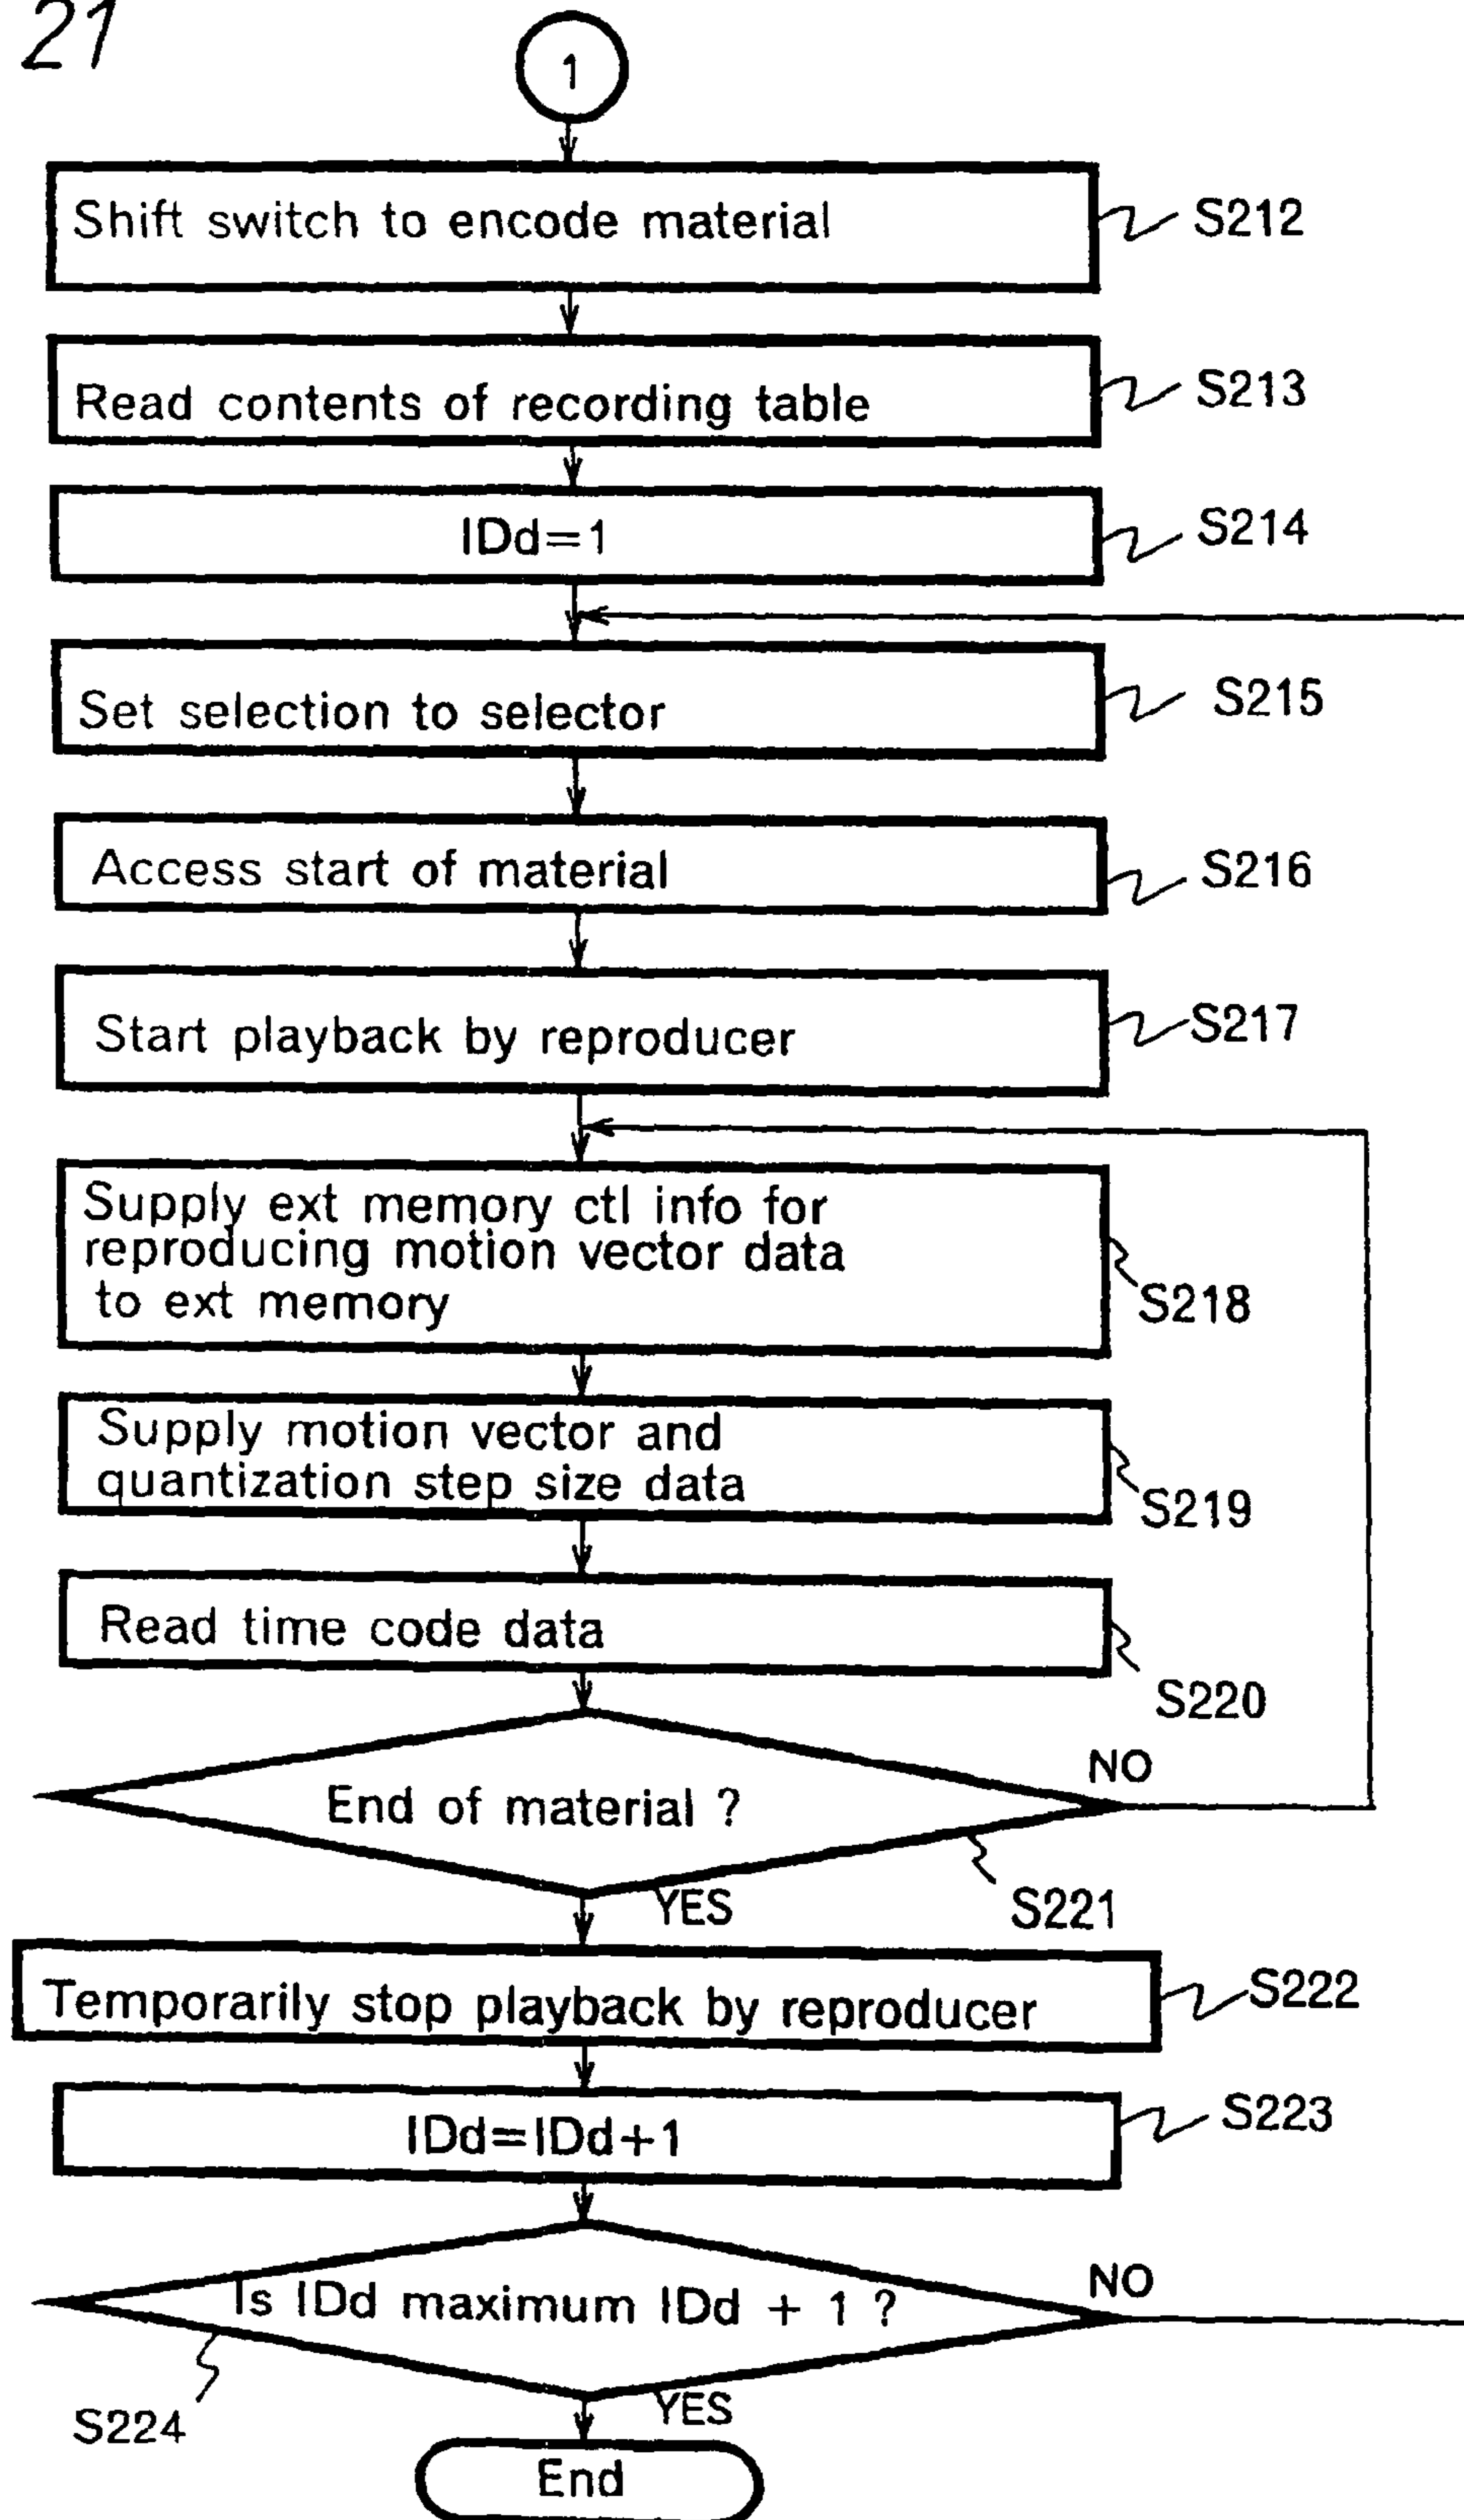 21
1
Shift switch to encode material
S212
Read contents of recording table
S213
IDd=1
S214
Set selection to selector
S215
Access start of material
S216
Start playback by reproducer
S217
Supply ext memory ctl info for
reproducing motion vector data
to ext memory
S218
Supply motion vector and
quantization step size data
S219
Read time code data
S220
NO
End of material ?
S221
YES
Temporarily stop playback by reproducer
S222
IDd=IDd+1
S223
NO
Is IDd maximum IDd + 1 ?
YES
S224
End